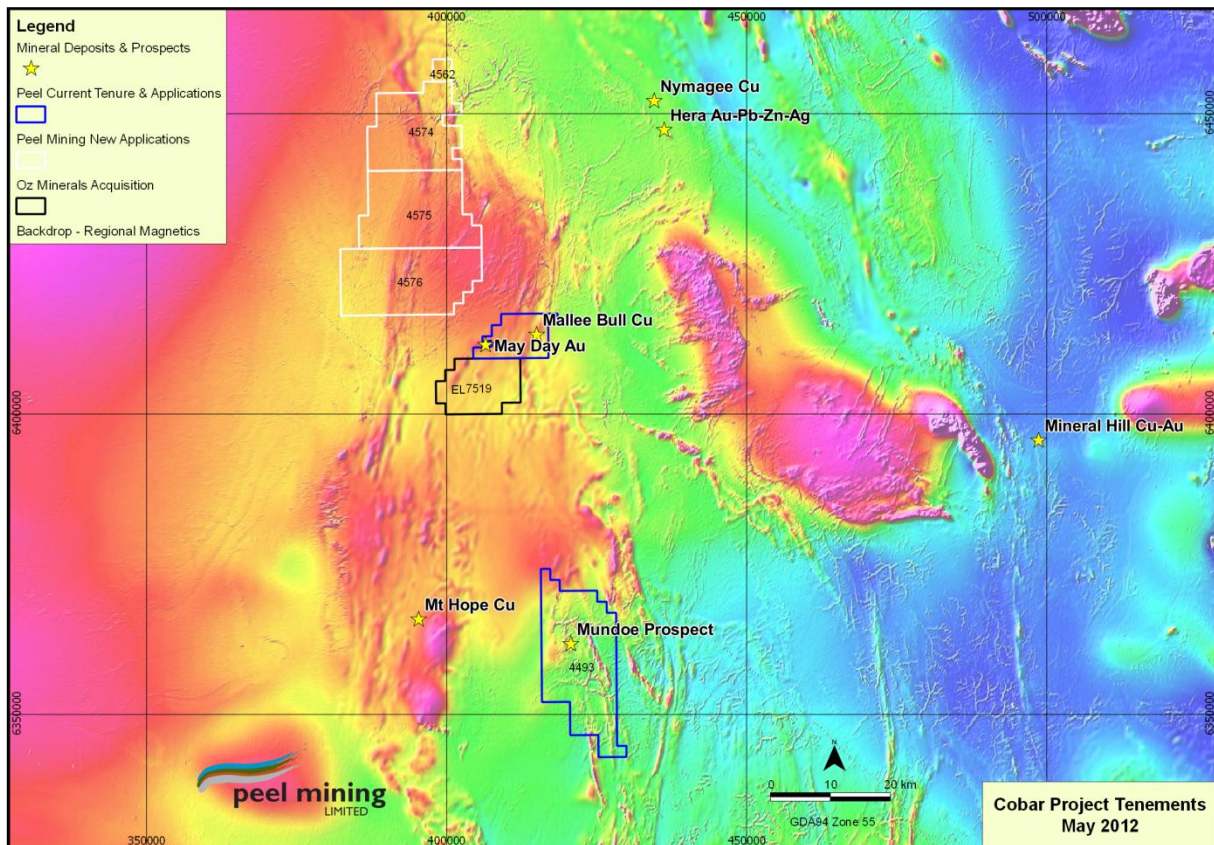 Legend
Mineral Deposits & Prospects
Peel Current Tenure & Applications
Peel Mining New Applications
Oz Minerals Acquisition
Backdrop - Regional Magnetics
400000
450000
500000
4562
Nymagee Cu
Hera Au-Pb-Zn-Ag
6450000
6450000
4574
4575
4576
Mallee Bull Cu
May Day Au
EL7519
6400000
6400000
Mineral Hill Cu-Au
Mt Hope Cu
Mundoe Prospect
4493
6350000
6350000
peel mining
LIMITED
N
0 10 20 km
GDA94 Zone 55
Cobar Project Tenements
May 2012
350000
400000
450000